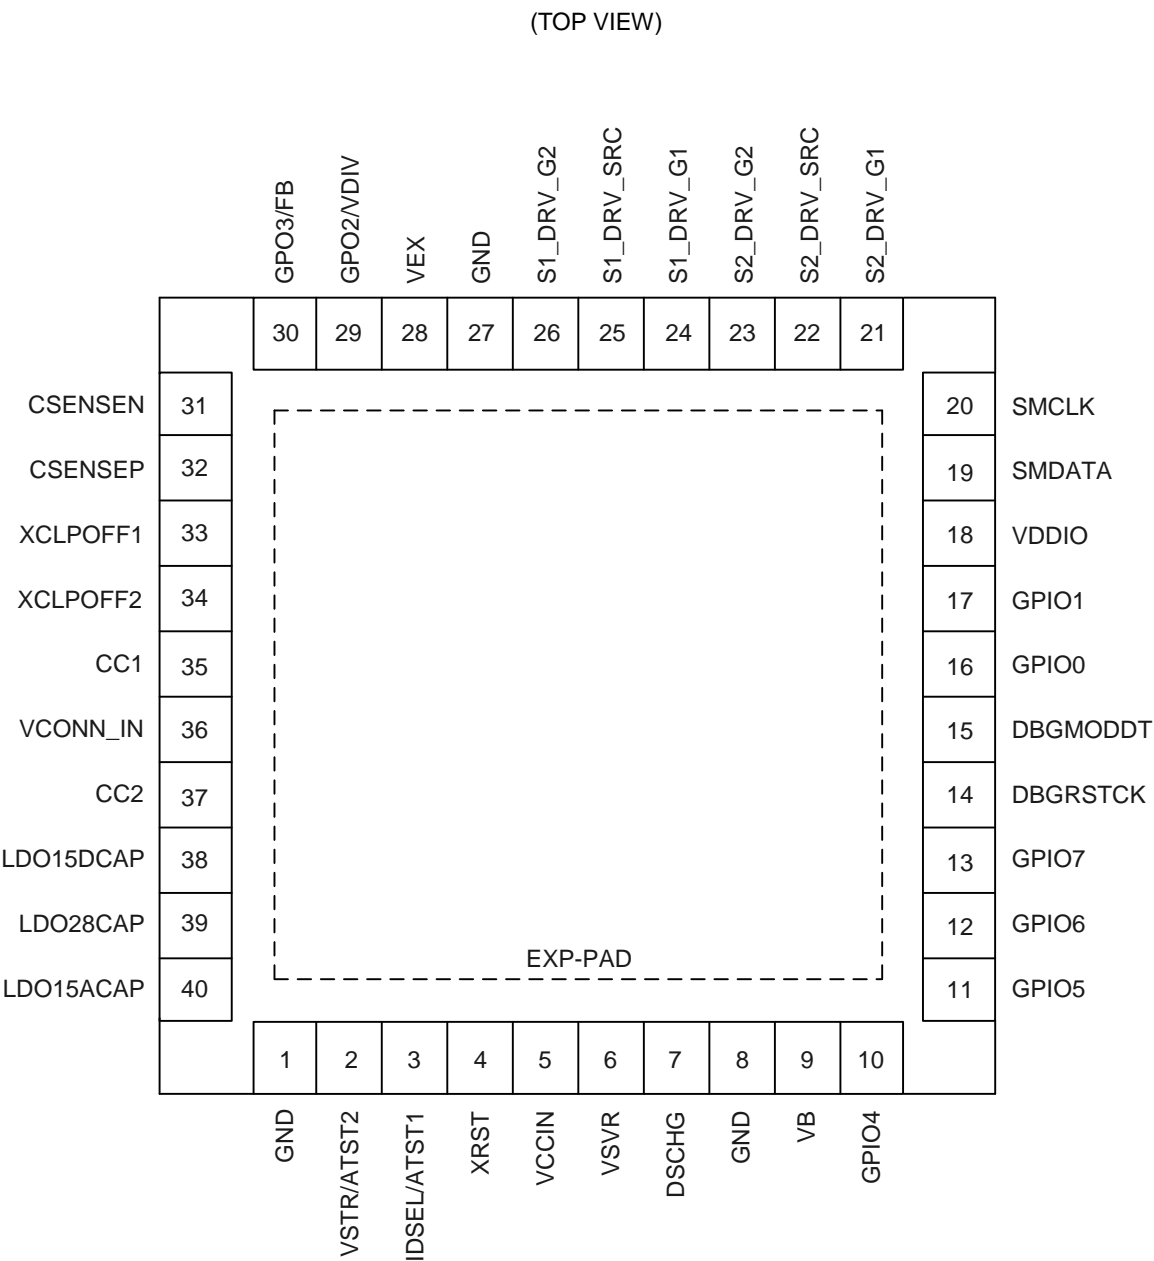 (TOP VIEW)
GPO3/FB
GPO2/VDIV
VEX
GND
S1_DRV_G2
S1_DRV_SRC
S1_DRV_G1
S2_DRV_G2
S2_DRV_SRC
S2_DRV_G1
30 29 28 27 26 25 24 23 22 21
CSENSEN 31 20 SMCLK
CSENSEP 32 19 SMDATA
XCLPOFF1 33 18 VDDIO
XCLPOFF2 34 17 GPIO1
CC1 35 16 GPIO0
VCONN_IN 36 15 DBGMODDT
CC2 37 14 DBGRSTCK
LDO15DCAP 38 13 GPIO7
LDO28CAP 39 12 GPIO6
EXP-PAD
LDO15ACAP 40 11 GPIO5
1 2 3 4 5 6 7 8 9 10
GND
VSTR/ATST2
IDSEL/ATST1
XRST
VCCIN
VSVR
DSCHG
GND
VB
GPIO4